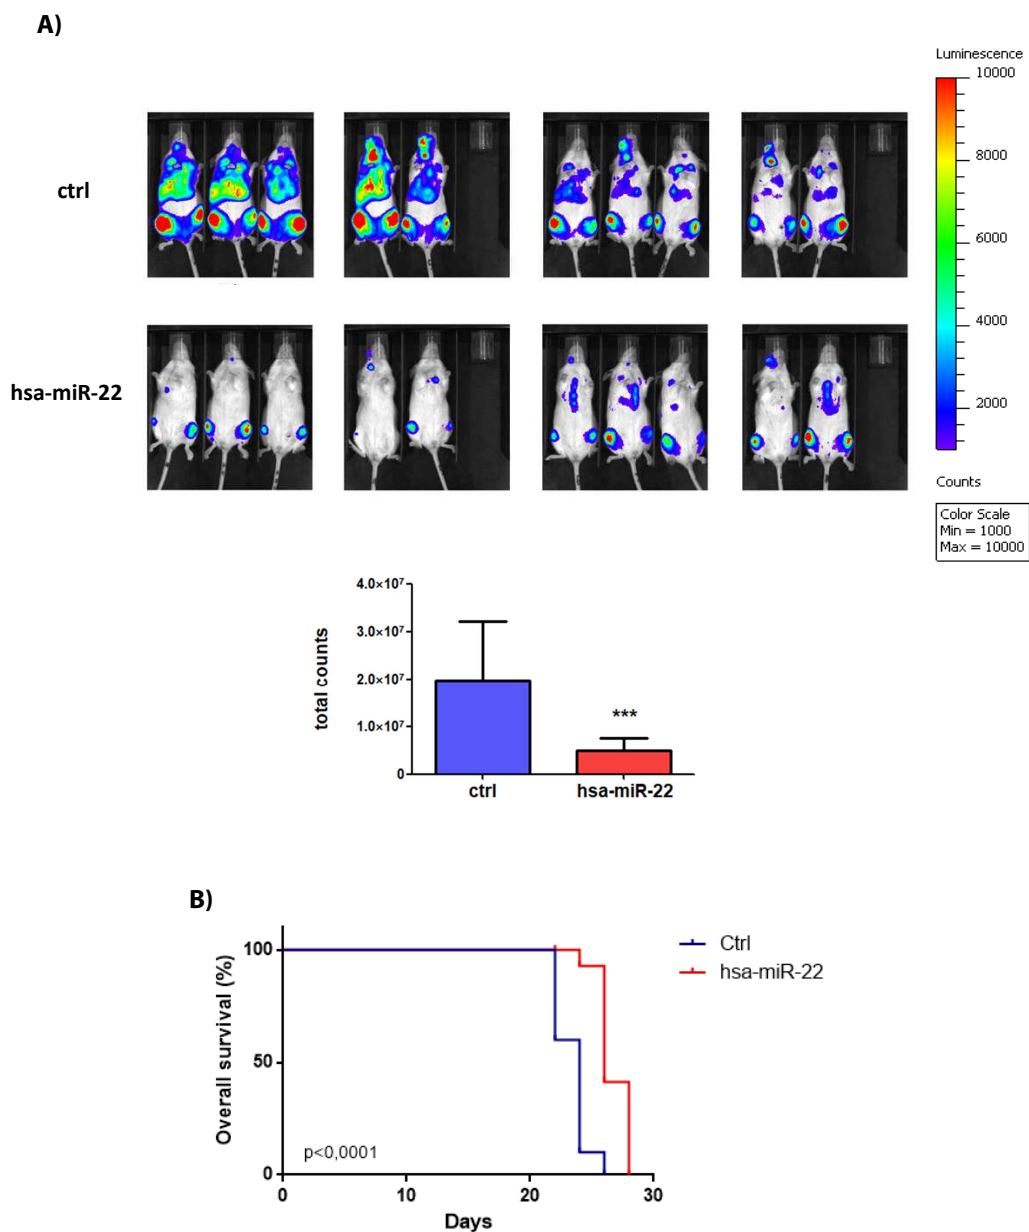 A)
Luminescence
10000
8000
6000
4000
2000
ctrl
hsa-miR-22
Counts
Color Scale
Min = 1000
Max = 10000
4.0×10⁷
3.0×10⁷
2.0×10⁷
1.0×10⁷
0
total counts
***
ctrl
hsa-miR-22
B)
Ctrl
hsa-miR-22
100
50
0
Overall survival (%)
p<0,0001
0
10
20
30
Days